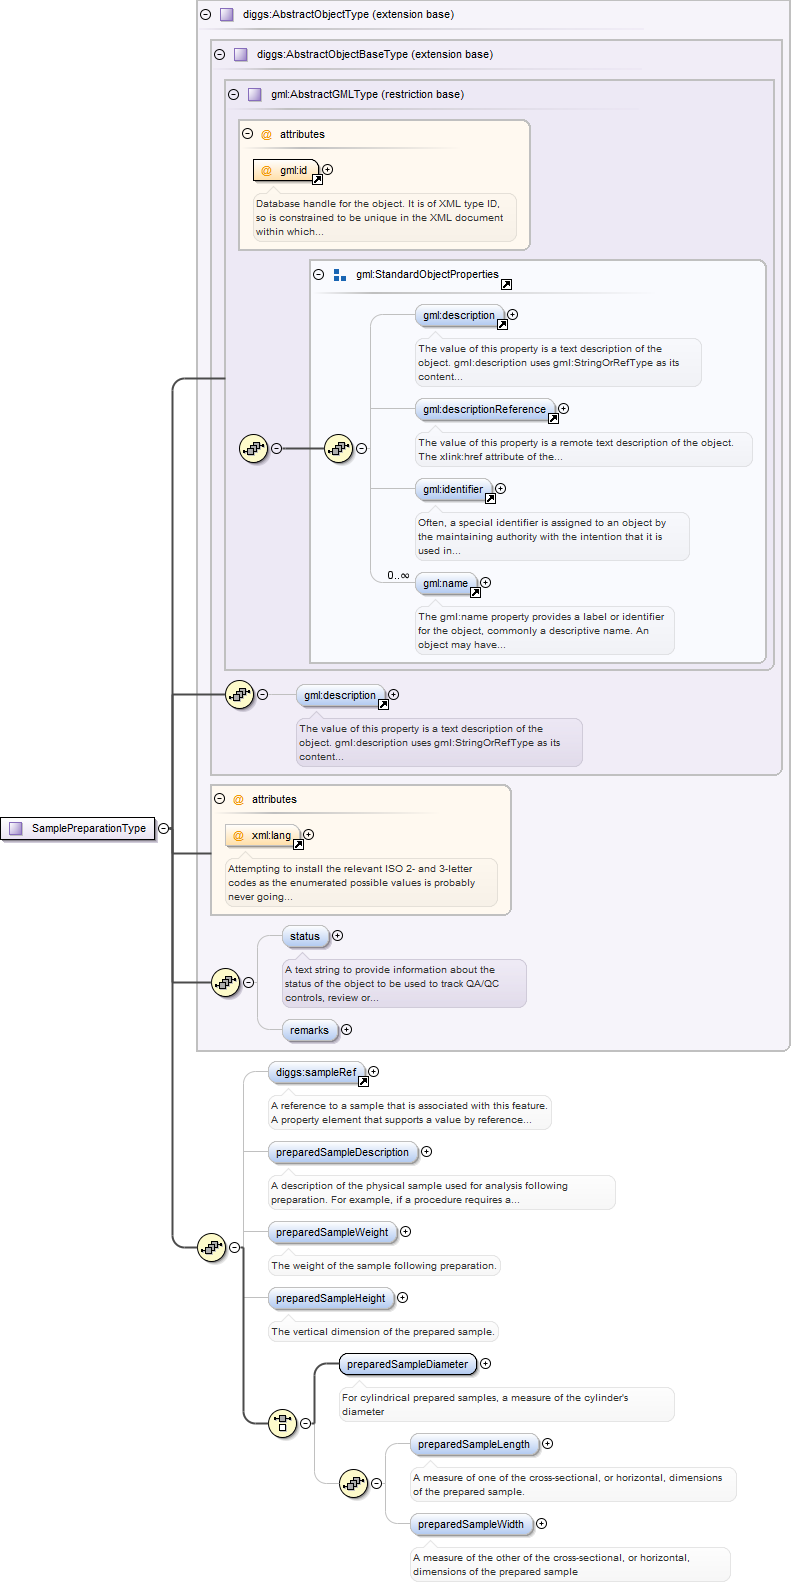 diggs:AbstractObjectType (extension base)
diggs:AbstractObjectBaseType (extension base)
gml:AbstractGMLType (restriction base)
@ attributes
@ gml:id
Database handle for the object. It is of XML type ID,
so is constrained to be unique in the XML document
within which...
gml:StandardObjectProperties
gml:description
The value of this property is a text description of the
object. gml:description uses gml:StringOrRefType as its
content...
gml:descriptionReference
The value of this property is a remote text description of the object.
The xlink:href attribute of the...
gml:identifier
Often, a special identifier is assigned to an object by
the maintaining authority with the intention that it is
used in...
0..∞
gml:name
The gml:name property provides a label or identifier
for the object, commonly a descriptive name. An
object may have...
gml:description
The value of this property is a text description of the
object. gml:description uses gml:StringOrRefType as its
content...
@ attributes
SamplePreparationType
@ xml:lang
Attempting to install the relevant ISO 2- and 3-letter
codes as the enumerated possible values is probably
never going...
status
A text string to provide information about the
status of the object to be used to track QA/QC
controls, review or...
remarks
diggs:sampleRef
A reference to a sample that is associated with this feature.
A property element that supports a value by reference...
preparedSampleDescription
A description of the physical sample used for analysis following
preparation. For example, if a procedure requires a...
preparedSampleWeight
The weight of the sample following preparation.
preparedSampleHeight
The vertical dimension of the prepared sample.
preparedSampleDiameter
For cylindrical prepared samples, a measure of the cylinder's
diameter
preparedSampleLength
A measure of one of the cross-sectional, or horizontal, dimensions
of the prepared sample.
preparedSampleWidth
A measure of the other of the cross-sectional, or horizontal,
dimensions of the prepared sample